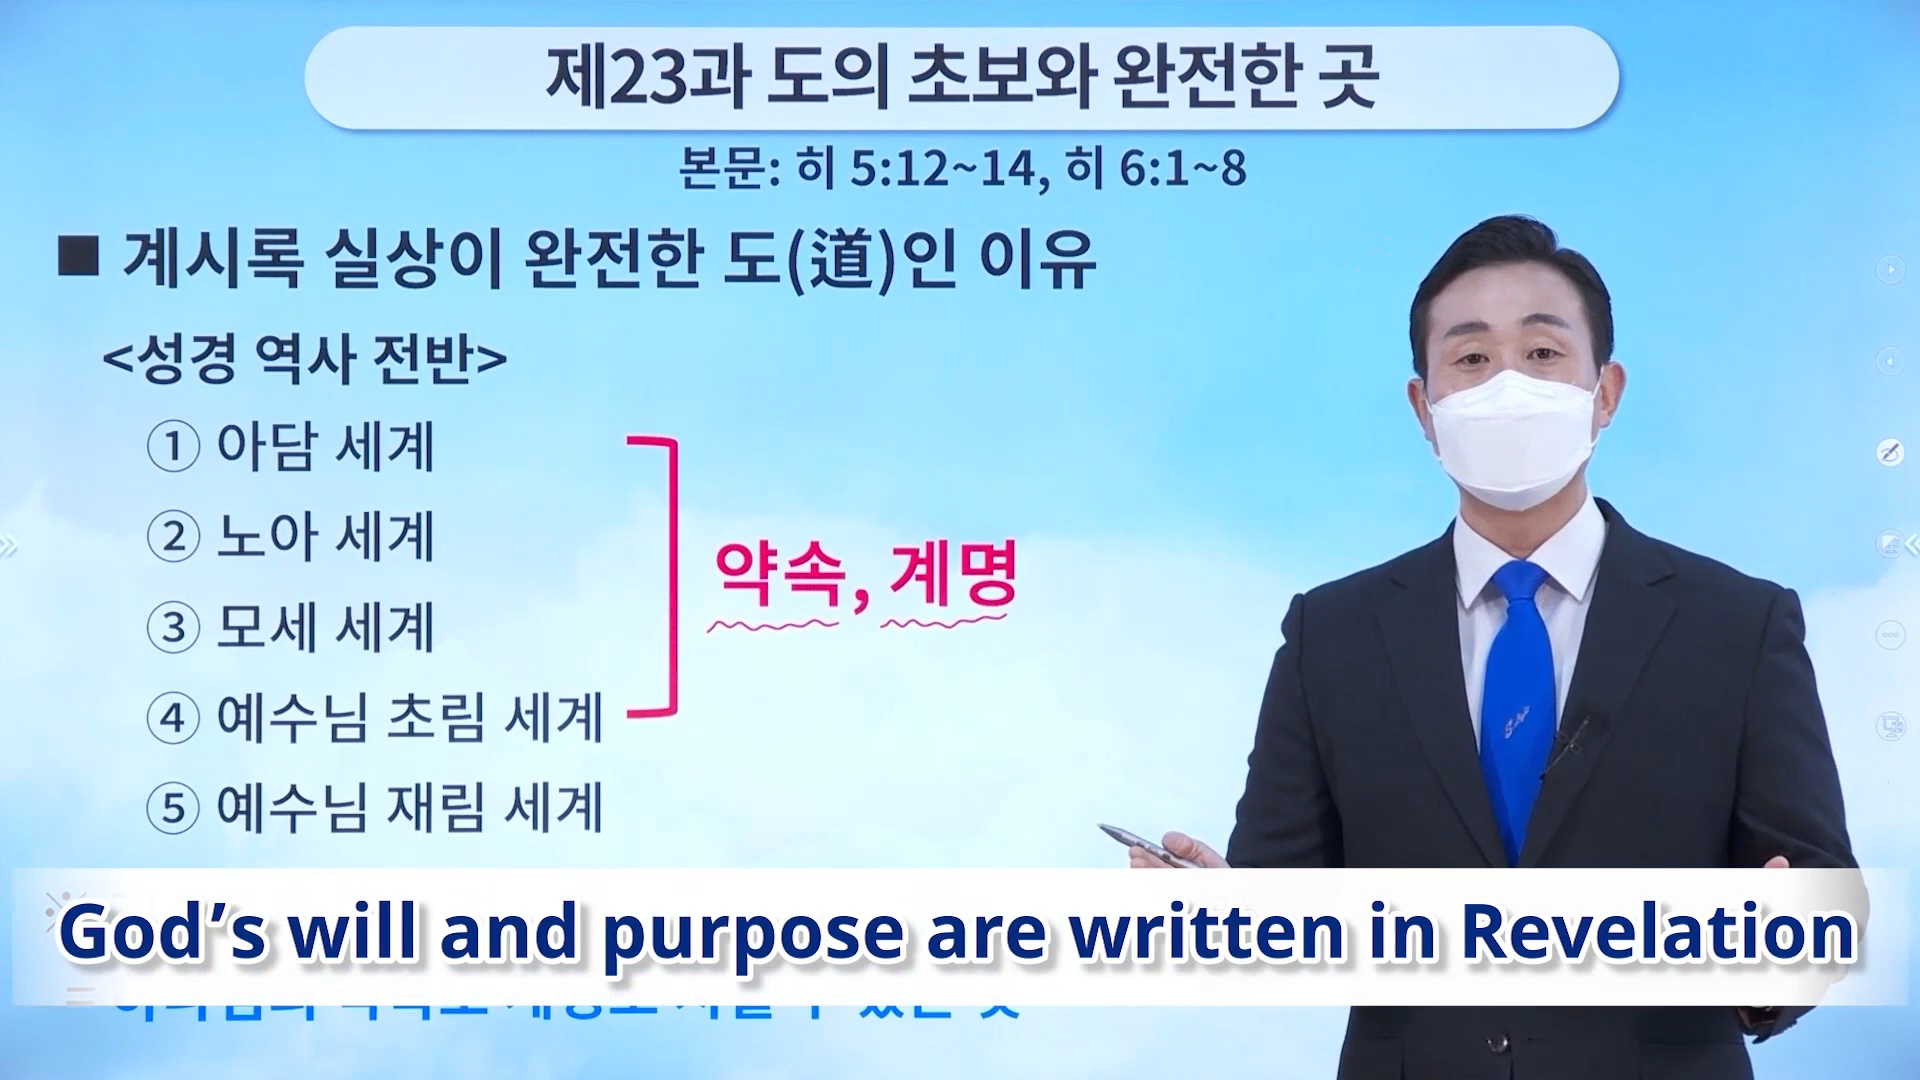 제23과 도의 초보와 완전한 곳
본문: 히 5:12~14, 히 6:1~8
■ 계시록 실상이 완전한 도(道)인 이유
<성경 역사 전반>
① 아담 세계
② 노아 세계
③ 모세 세계
④ 예수님 초림 세계
약속, 계명
⑤ 예수님 재림 세계
God’s will and purpose are written in Revelation